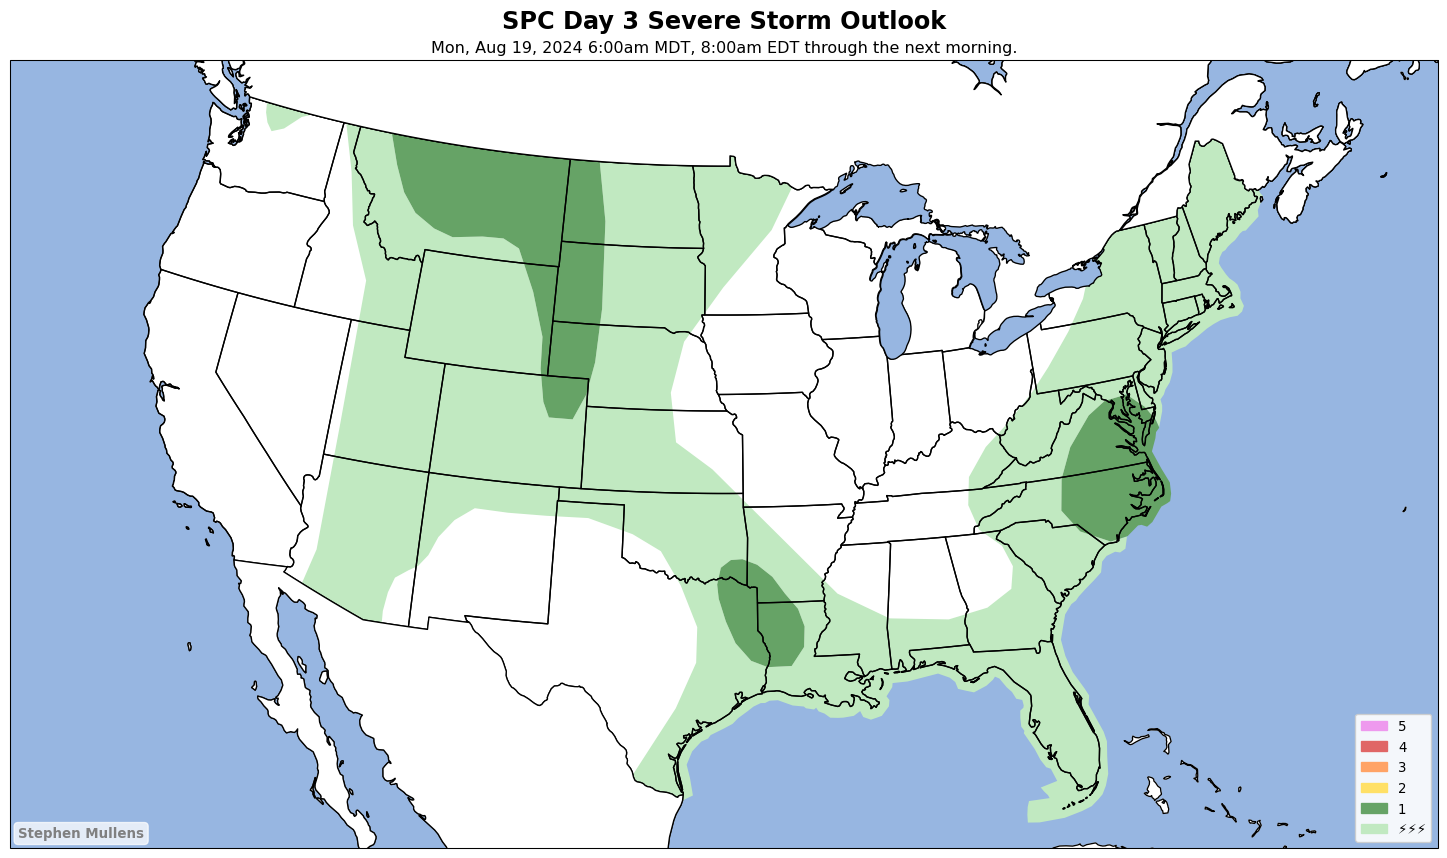 SPC Day 3 Severe Storm Outlook
Mon, Aug 19, 2024 6:00am MDT, 8:00am EDT through the next morning.
5
4
3
2
1
⚡⚡⚡
Stephen Mullens